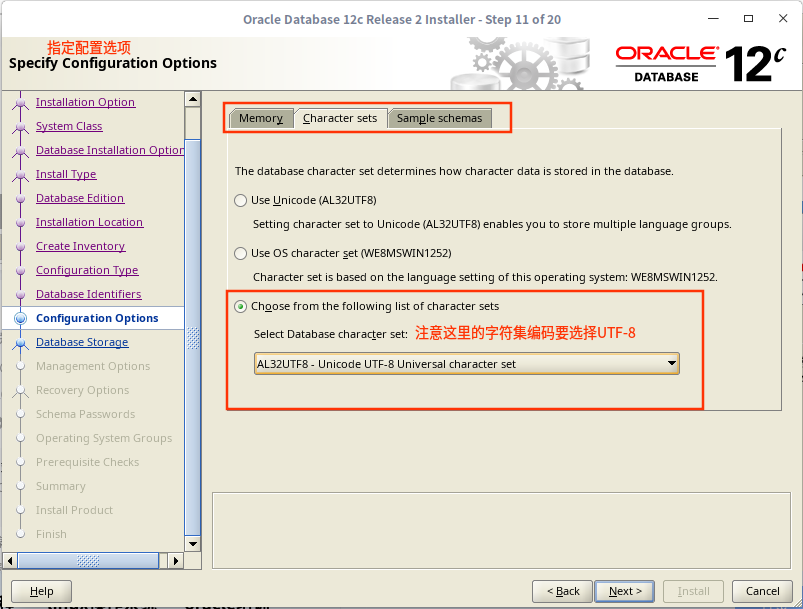 Oracle Database 12c Release 2 Installer - Step 11 of 20
指定配置选项
Specify Configuration Options
ORACLE
DATABASE
12c
Installation Option
System Class
Database Installation Option
Install Type
Database Edition
Installation Location
Create Inventory
Configuration Type
Database Identifiers
Configuration Options
Database Storage
Management Options
Recovery Options
Schema Passwords
Operating System Groups
Prerequisite Checks
Summary
Install Product
Finish
Memory Character sets Sample schemas
The database character set determines how character data is stored in the database.
Use Unicode (AL32UTF8)
Setting character set to Unicode (AL32UTF8) enables you to store multiple language groups.
Use OS character set (WE8MSWIN1252)
Character set is based on the language setting of this operating system: WE8MSWIN1252.
Choose from the following list of character sets
Select Database character set: 注意这里的字符集编码要选择UTF-8
AL32UTF8 - Unicode UTF-8 Universal character set
Help < Back Next > Install Cancel